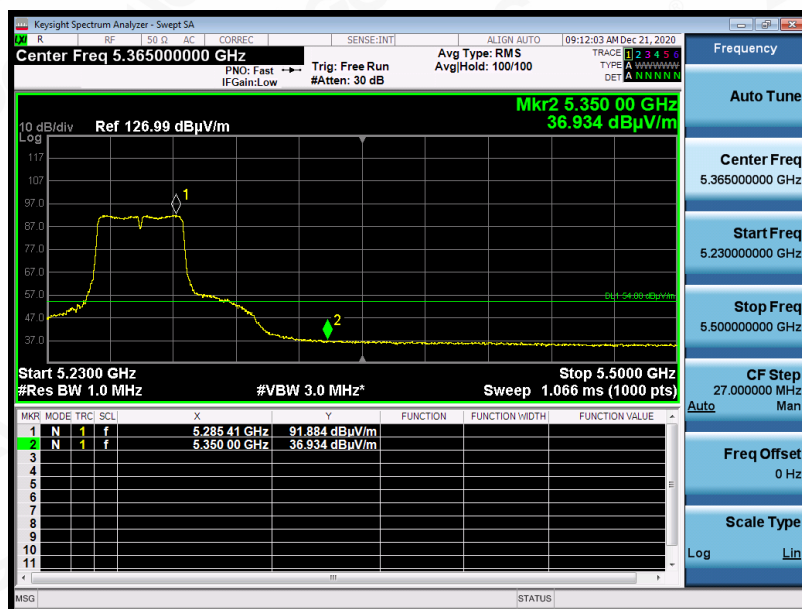 Keysight Spectrum Analyzer - Swept SA
LXI R RF 50 Ω AC CORREC SENSE:INT ALIGN AUTO 09:12:03 AM Dec 21, 2020
Center Freq 5.365000000 GHz
PNO: Fast
IFGain:Low
Trig: Free Run
#Atten: 30 dB
Avg Type: RMS
Avg|Hold: 100/100
TRACE 1 2 3 4 5 6
TYPE A WWWWW
DET A N N N N N
Mkr2 5.350 00 GHz
36.934 dBµV/m
10 dB/div Ref 126.99 dBµV/m
Log
117
107
97.0
87.0
77.0
67.0
57.0
47.0
37.0
1
2
DL1 54.00 dBµV/m
Start 5.2300 GHz Stop 5.5000 GHz
#Res BW 1.0 MHz #VBW 3.0 MHz* Sweep 1.066 ms (1000 pts)
MKR MODE TRC SCL X Y FUNCTION FUNCTION WIDTH FUNCTION VALUE
1 N 1 f 5.285 41 GHz 91.884 dBµV/m
2 N 1 f 5.350 00 GHz 36.934 dBµV/m
3
4
5
6
7
8
9
10
11
MSG STATUS
Frequency
Auto Tune
Center Freq
5.365000000 GHz
Start Freq
5.230000000 GHz
Stop Freq
5.500000000 GHz
CF Step
27.000000 MHz
Auto Man
Freq Offset
0 Hz
Scale Type
Log Lin